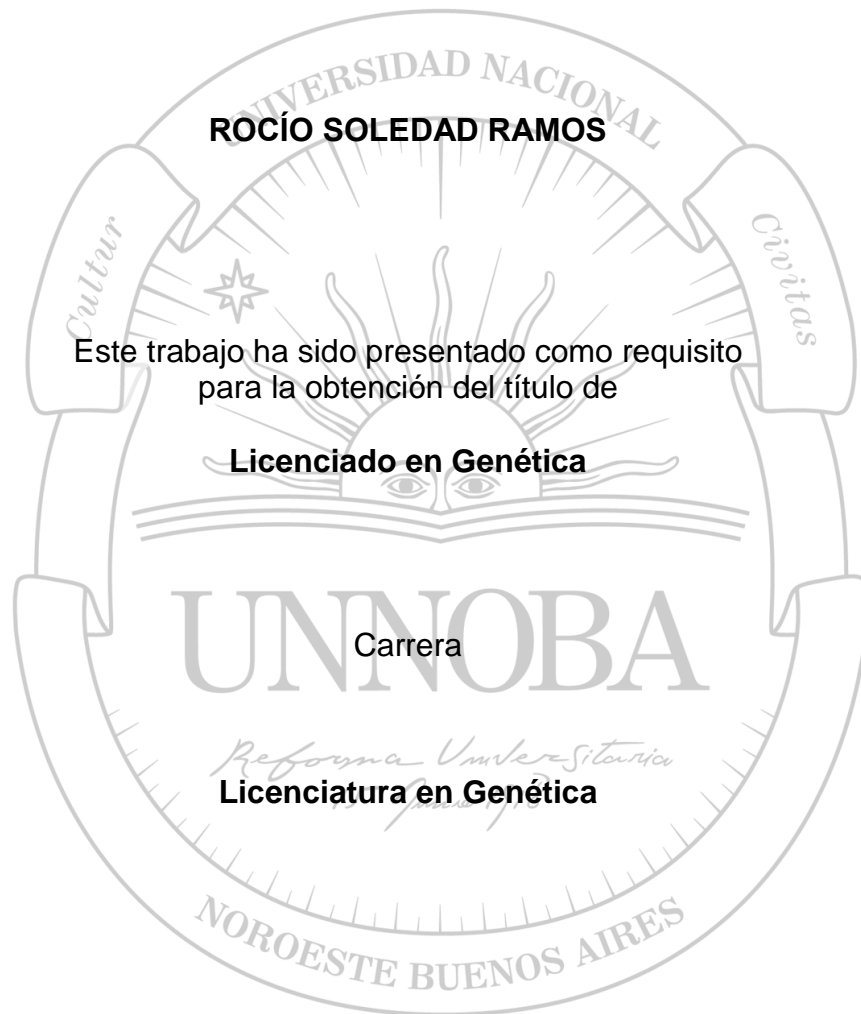 UNIVERSIDAD NACIONAL
ROCÍO SOLEDAD RAMOS
Cultur
Civitas
Este trabajo ha sido presentado como requisito
para la obtención del título de
Licenciado en Genética
UNNOBA
Carrera
Reforma Universitaria
Licenciatura en Genética
NOROESTE BUENOS AIRES